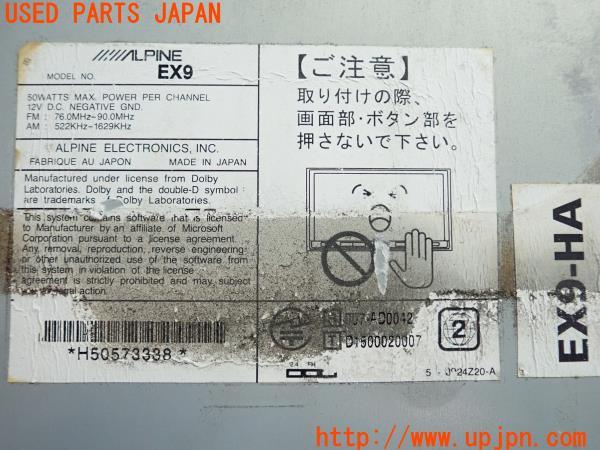 USED PARTS JAPAN
ALPINE
MODEL NO. EX9
50WATTS MAX. POWER PER CHANNEL
12V D.C. NEGATIVE GND.
FM : 76.0MHz~90.0MHz
AM : 522KHz~1629KHz
ALPINE ELECTRONICS, INC.
FABRIQUE AU JAPON MADE IN JAPAN
Manufactured under license from Dolby
Laboratories. Dolby and the double-D symbol
are trademarks Dolby Laboratories.
This system contains software that is licensed
to Manufacturer by an affiliate of Microsoft
Corporation pursuant to a license agreement.
Any removal, reproduction, reverse engineering
or other unauthorized use of the software from
this system in violation of the license
agreement is strictly prohibited and may subject
you to legal action.
*H50573338*
【ご注意】
取り付けの際、
画面部・ボタン部を
押さないで下さい。
AD0042
D1500020007
2
EX9-HA
http://www.upjpn.com/